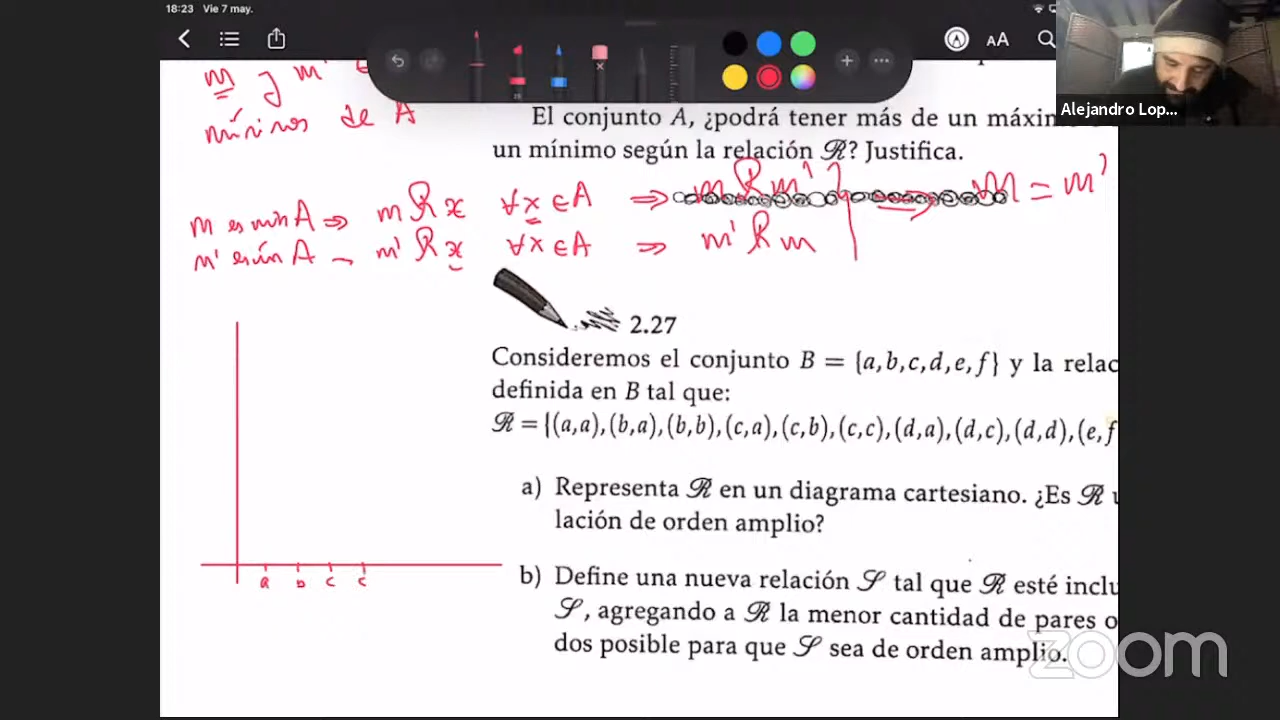 18:23 Vie 7 may.
AA
Alejandro Lop...
m y m'
mínimos de A
El conjunto A, ¿podrá tener más de un máxim
un mínimo según la relación ℛ? Justifica.
m es min A ⇒ m ℛ x ∀x ∈ A ⇒ m ℛ m' } ⇒ m = m'
m' es min A → m' ℛ x ∀x ∈ A ⇒ m' ℛ m
2.27
Consideremos el conjunto B = {a,b,c,d,e,f} y la relac
definida en B tal que:
ℛ = {(a,a),(b,a),(b,b),(c,a),(c,b),(c,c),(d,a),(d,c),(d,d),(e,f
a) Representa ℛ en un diagrama cartesiano. ¿Es ℛ u
lación de orden amplio?
a b c c
b) Define una nueva relación 𝒮 tal que ℛ esté inclu
𝒮, agregando a ℛ la menor cantidad de pares o
dos posible para que 𝒮 sea de orden amplio.
zoom